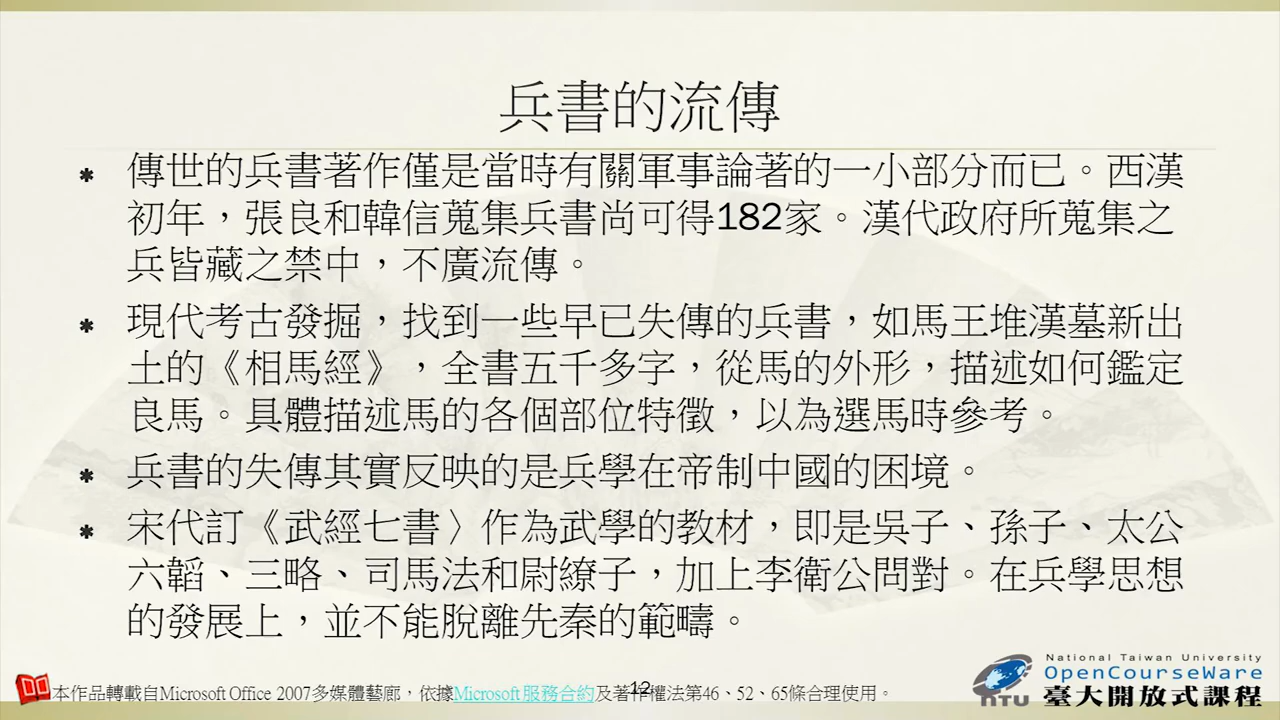 兵書的流傳
* 傳世的兵書著作僅是當時有關軍事論著的一小部分而已。西漢
初年，張良和韓信蒐集兵書尚可得182家。漢代政府所蒐集之
兵皆藏之禁中，不廣流傳。
* 現代考古發掘，找到一些早已失傳的兵書，如馬王堆漢墓新出
土的《相馬經》，全書五千多字，從馬的外形，描述如何鑑定
良馬。具體描述馬的各個部位特徵，以為選馬時參考。
* 兵書的失傳其實反映的是兵學在帝制中國的困境。
* 宋代訂《武經七書〉作為武學的教材，即是吳子、孫子、太公
六韜、三略、司馬法和尉繚子，加上李衛公問對。在兵學思想
的發展上，並不能脫離先秦的範疇。
本作品轉載自Microsoft Office 2007多媒體藝廊，依據Microsoft服務合約及著作權法第46、52、65條合理使用。
12
National Taiwan University
OpenCourseWare
NTU
臺大開放式課程